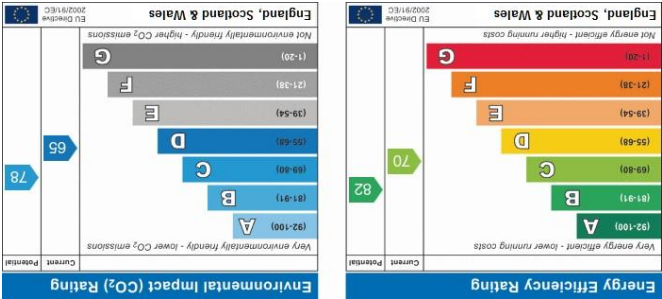 Energy Efficiency Rating
Current Potential
Very energy efficient - lower running costs
(92-100) A
(81-91) B
(69-80) C
(55-68) D
(39-54) E
(21-38) F
(1-20) G
70
82
Not energy efficient - higher running costs
England, Scotland & Wales
EU Directive
2002/91/EC
Environmental Impact (CO₂) Rating
Current Potential
Very environmentally friendly - lower CO₂ emissions
(92-100) A
(81-91) B
(69-80) C
(55-68) D
(39-54) E
(21-38) F
(1-20) G
65
78
Not environmentally friendly - higher CO₂ emissions
England, Scotland & Wales
EU Directive
2002/91/EC